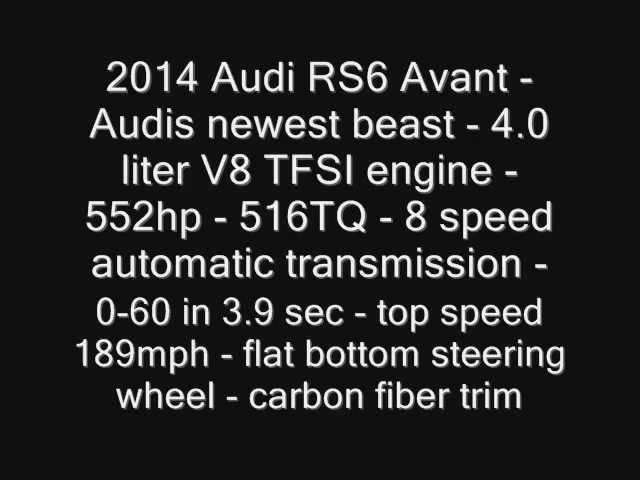 2014 Audi RS6 Avant -
Audis newest beast - 4.0
liter V8 TFSI engine -
552hp - 516TQ - 8 speed
automatic transmission -
0-60 in 3.9 sec - top speed
189mph - flat bottom steering
wheel - carbon fiber trim